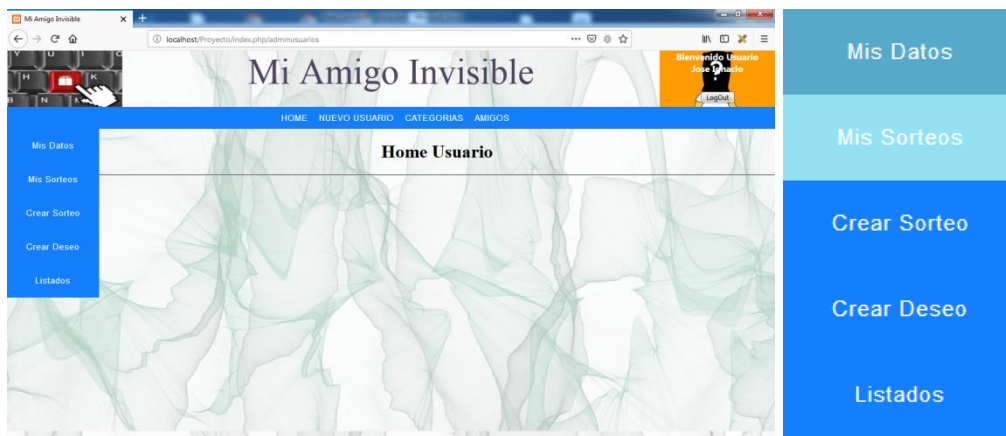 Mi Amigo Invisible
localhost/Proyecto/index.php/adminusuarios
Mi Amigo Invisible
Bienvenido Usuario
Jose Ignacio
?
LogOut
HOME NUEVO USUARIO CATEGORIAS AMIGOS
Home Usuario
Mis Datos
Mis Sorteos
Crear Sorteo
Crear Deseo
Listados
Mis Datos
Mis Sorteos
Crear Sorteo
Crear Deseo
Listados